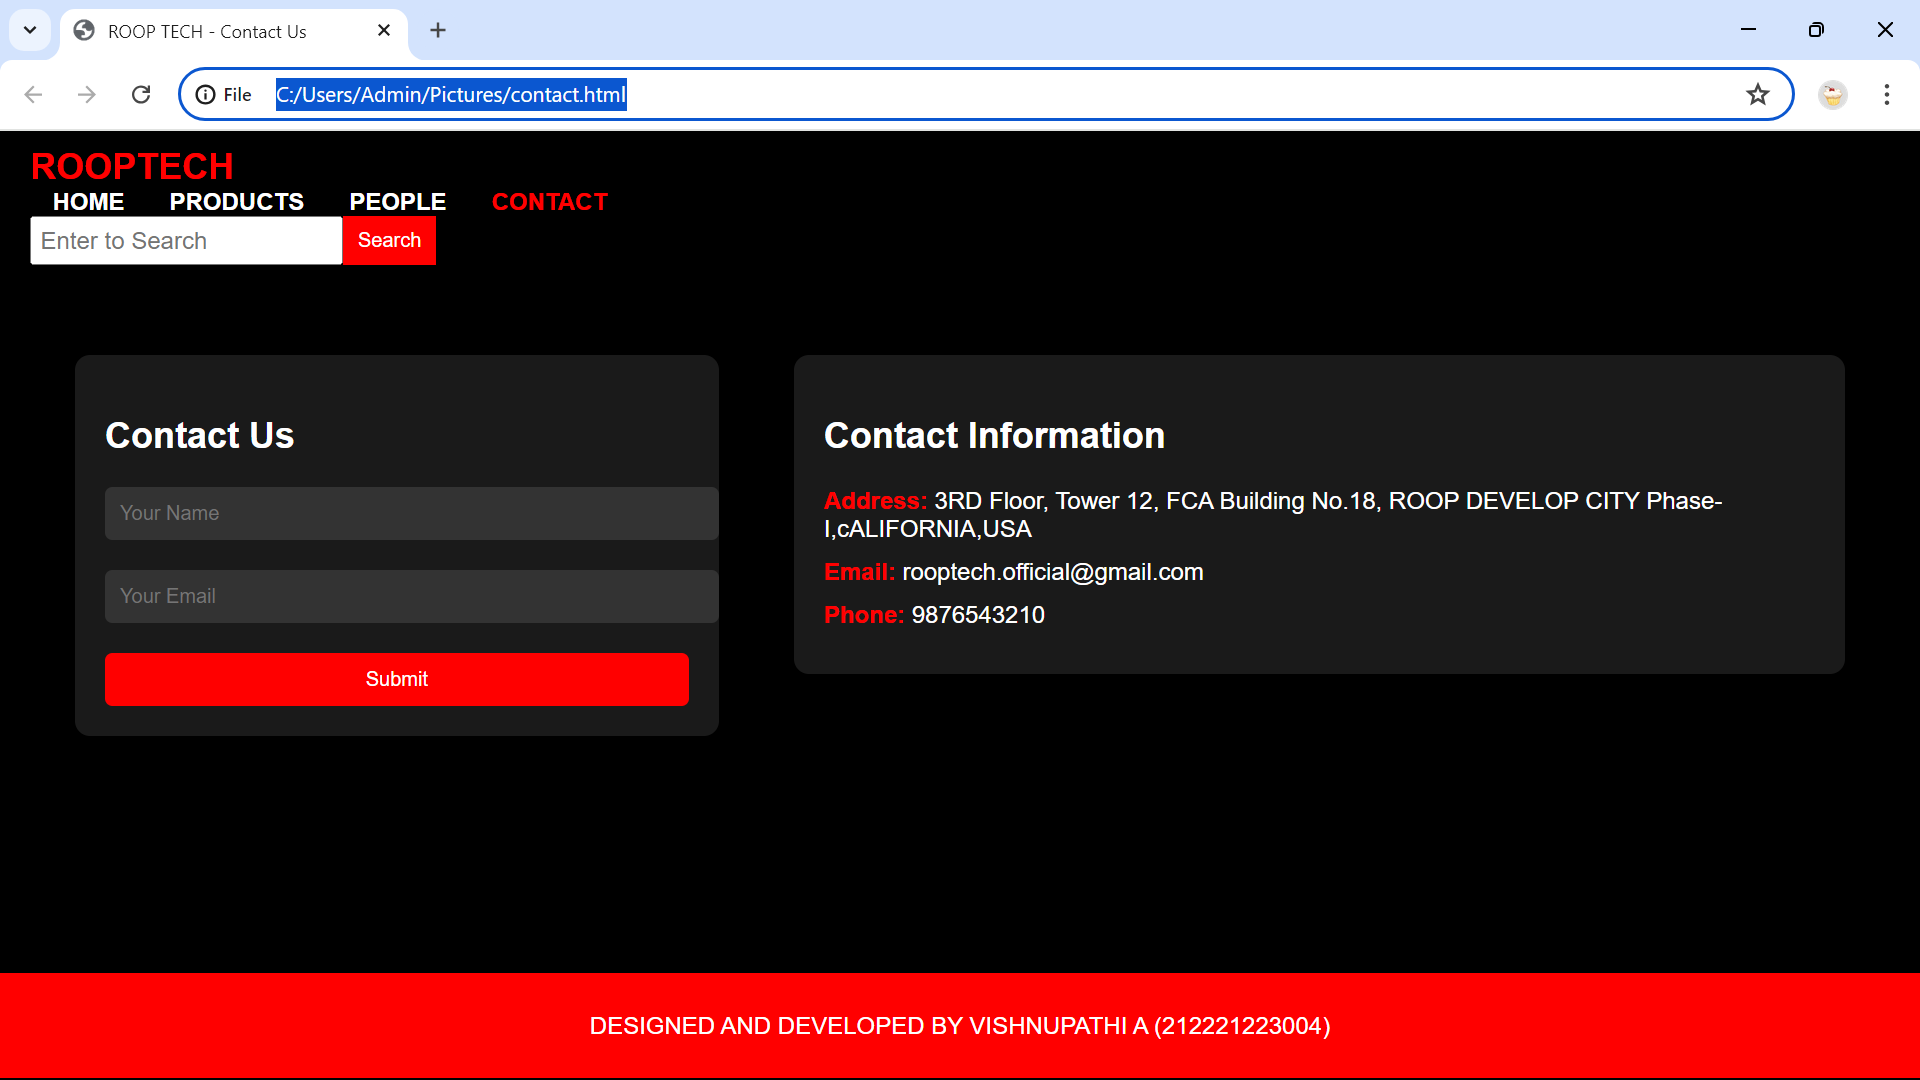 ROOP TECH - Contact Us
File C:/Users/Admin/Pictures/contact.html
ROOPTECH
HOME PRODUCTS PEOPLE CONTACT
Enter to Search Search
Contact Us
Your Name
Your Email
Submit
Contact Information
Address: 3RD Floor, Tower 12, FCA Building No.18, ROOP DEVELOP CITY Phase-
I,cALIFORNIA,USA
Email: rooptech.official@gmail.com
Phone: 9876543210
DESIGNED AND DEVELOPED BY VISHNUPATHI A (212221223004)